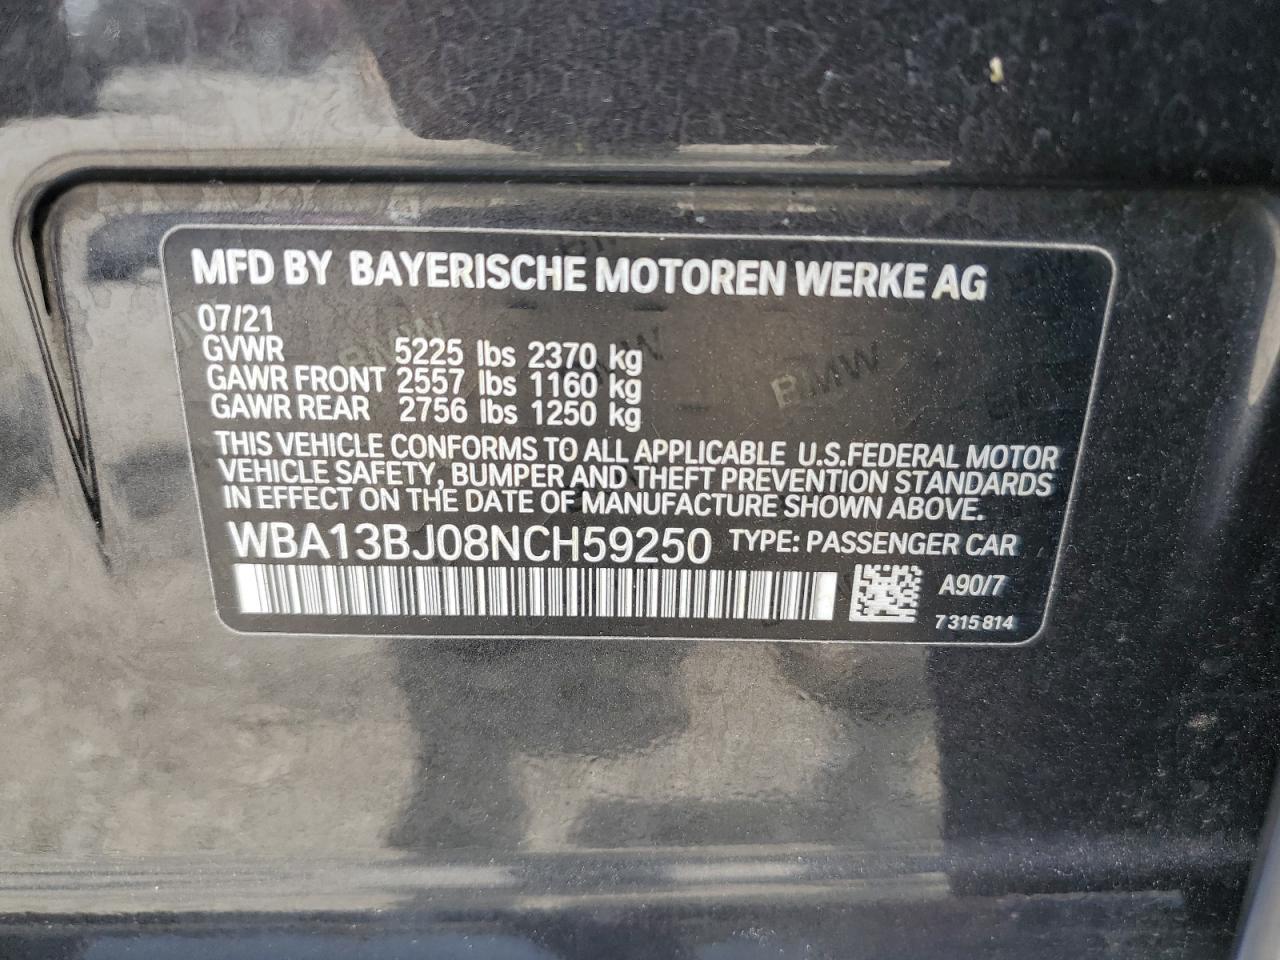 MFD BY BAYERISCHE MOTOREN WERKE AG
07/21
GVWR 5225 lbs 2370 kg
GAWR FRONT 2557 lbs 1160 kg
GAWR REAR 2756 lbs 1250 kg
THIS VEHICLE CONFORMS TO ALL APPLICABLE U.S.FEDERAL MOTOR
VEHICLE SAFETY, BUMPER AND THEFT PREVENTION STANDARDS
IN EFFECT ON THE DATE OF MANUFACTURE SHOWN ABOVE.
WBA13BJ08NCH59250 TYPE: PASSENGER CAR
A90/7
7 315 814